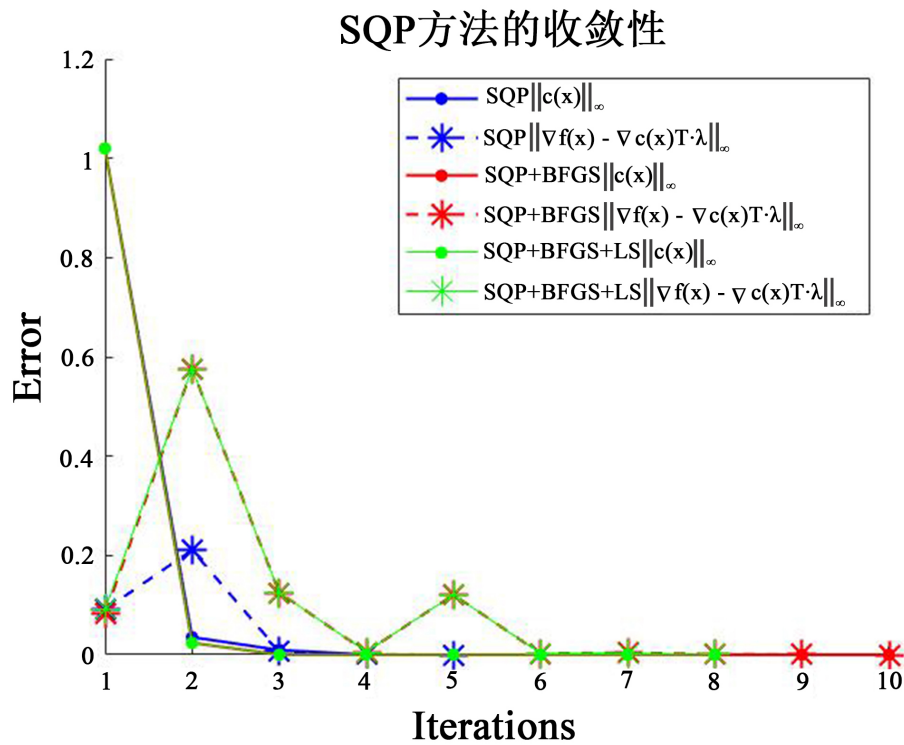 SQP方法的收敛性
1.2
1
0.8
0.6
0.4
0.2
0
Error
SQP||c(x)||∞
SQP||∇f(x) - ∇c(x)T·λ||∞
SQP+BFGS||c(x)||∞
SQP+BFGS||∇f(x) - ∇c(x)T·λ||∞
SQP+BFGS+LS||c(x)||∞
SQP+BFGS+LS||∇f(x) - ∇c(x)T·λ||∞
1 2 3 4 5 6 7 8 9 10
Iterations